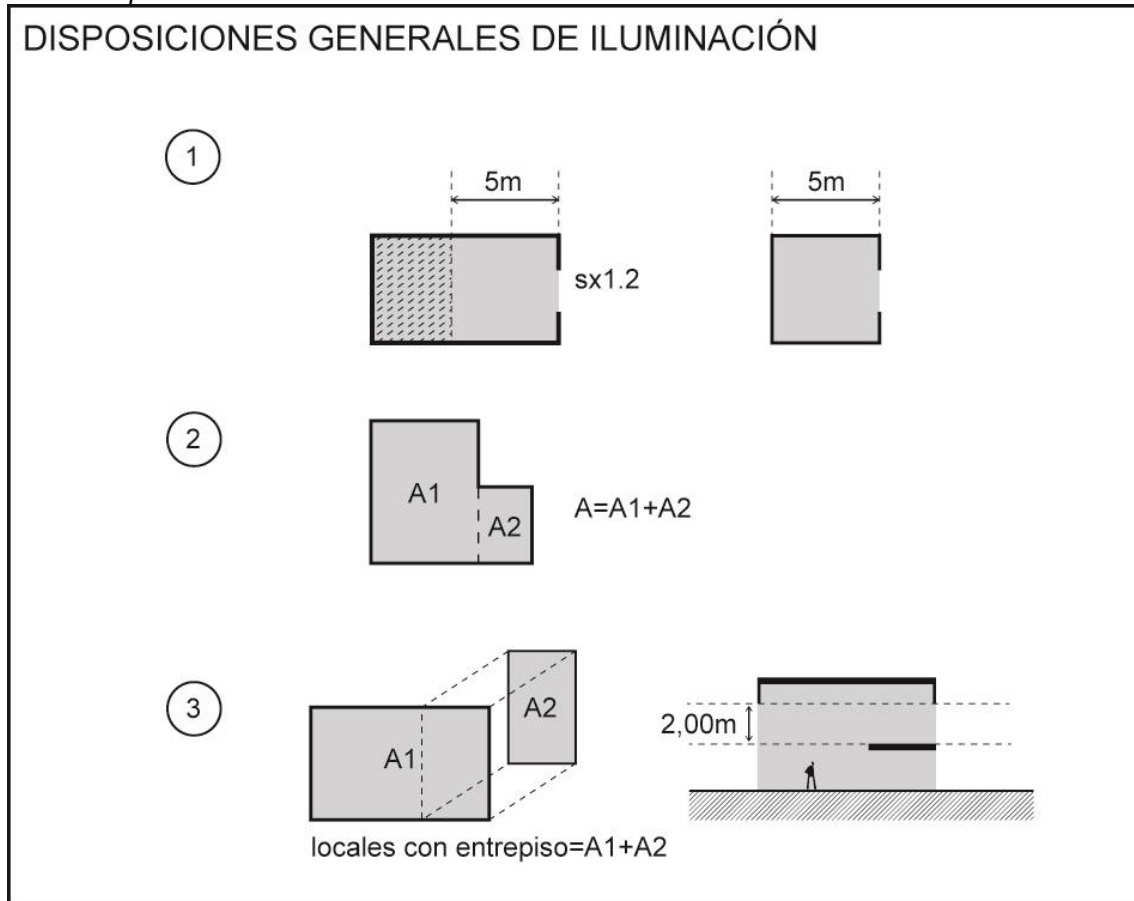 DISPOSICIONES GENERALES DE ILUMINACIÓN
1
5m
5m
sx1.2
2
A1
A2
A=A1+A2
3
A1
A2
2,00m
locales con entrepiso=A1+A2